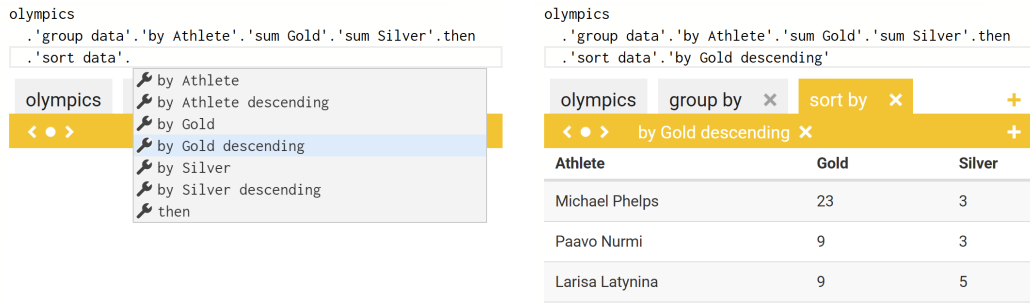 olympics
.'group data'.'by Athlete'.'sum Gold'.'sum Silver'.then
.'sort data'.
by Athlete
by Athlete descending
by Gold
by Gold descending
by Silver
by Silver descending
then
olympics
olympics
.'group data'.'by Athlete'.'sum Gold'.'sum Silver'.then
.'sort data'.'by Gold descending'
olympics group by × sort by × +
< > by Gold descending × +
Athlete Gold Silver
Michael Phelps 23 3
Paavo Nurmi 9 3
Larisa Latynina 9 5